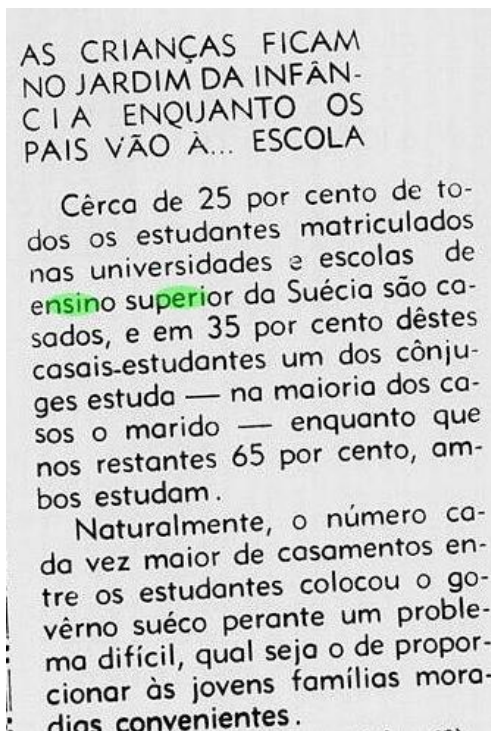 AS CRIANÇAS FICAM
NO JARDIM DA INFÂN-
CIA ENQUANTO OS
PAIS VÃO À... ESCOLA
Cêrca de 25 por cento de to-
dos os estudantes matriculados
nas universidades e escolas de
ensino superior da Suécia são ca-
sados, e em 35 por cento dêstes
casais-estudantes um dos cônju-
ges estuda — na maioria dos ca-
sos o marido — enquanto que
nos restantes 65 por cento, am-
bos estudam.
Naturalmente, o número ca-
da vez maior de casamentos en-
tre os estudantes colocou o go-
vêrno suéco perante um proble-
ma difícil, qual seja o de propor-
cionar às jovens famílias mora-
dias convenientes.